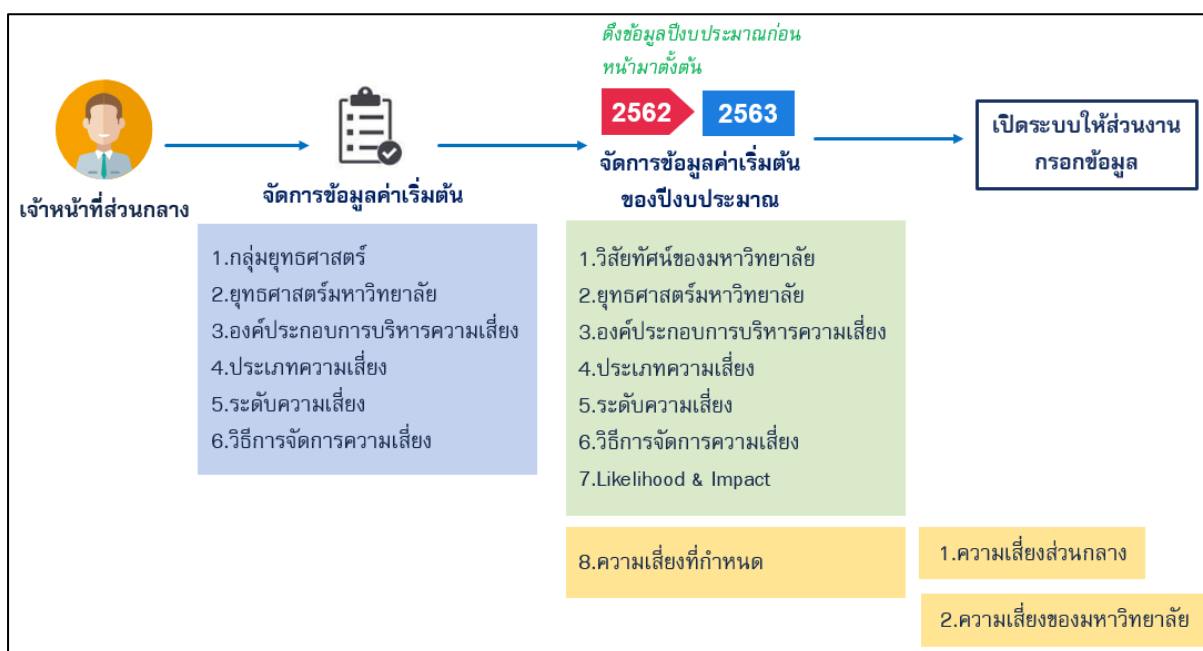 ดึงข้อมูลปีงบประมาณก่อน
หน้ามาตั้งต้น
2562 2563
เจ้าหน้าที่ส่วนกลาง
จัดการข้อมูลค่าเริ่มต้น
จัดการข้อมูลค่าเริ่มต้น
ของปีงบประมาณ
เปิดระบบให้ส่วนงาน
กรอกข้อมูล
1.กลุ่มยุทธศาสตร์
2.ยุทธศาสตร์มหาวิทยาลัย
3.องค์ประกอบการบริหารความเสี่ยง
4.ประเภทความเสี่ยง
5.ระดับความเสี่ยง
6.วิธีการจัดการความเสี่ยง
1.วิสัยทัศน์ของมหาวิทยาลัย
2.ยุทธศาสตร์มหาวิทยาลัย
3.องค์ประกอบการบริหารความเสี่ยง
4.ประเภทความเสี่ยง
5.ระดับความเสี่ยง
6.วิธีการจัดการความเสี่ยง
7.Likelihood & Impact
8.ความเสี่ยงที่กำหนด
1.ความเสี่ยงส่วนกลาง
2.ความเสี่ยงของมหาวิทยาลัย